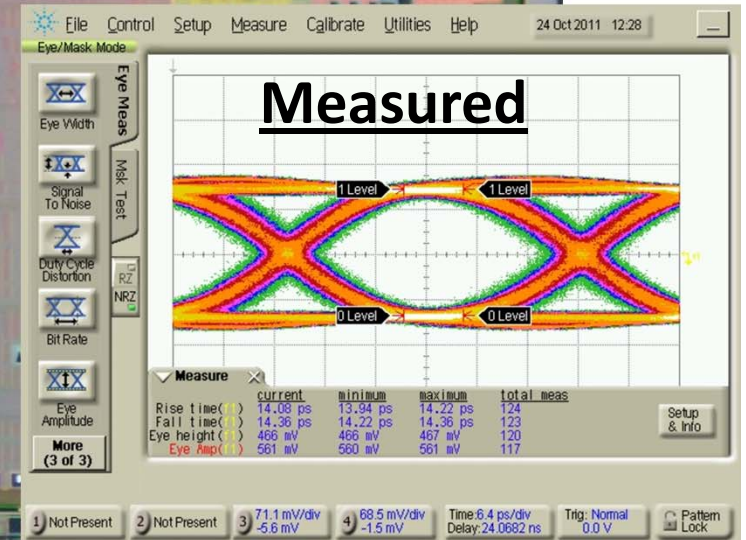 File Control Setup Measure Calibrate Utilities Help 24 Oct 2011 12:28
Eye/Mask Mode
Measured
Eye Meas
Msk Test
Eye Width
Signal
To Noise
Duty Cycle
Distortion
RZ
NRZ
Bit Rate
Eye
Amplitude
More
(3 of 3)
1 Level 1 Level
0 Level 0 Level
Measure
current minimum maximum total meas
Rise time(f1) 14.08 ps 13.94 ps 14.22 ps 124
Fall time(f1) 14.36 ps 14.22 ps 14.36 ps 123
Eye height(f1) 466 mV 466 mV 467 mV 120
Eye Amp(f1) 561 mV 560 mV 561 mV 117
Setup
& Info
1) Not Present 2) Not Present 3) 71.1 mV/div 4) 68.5 mV/div Time:6.4 ps/div Trig: Normal Pattern
-5.6 mV -1.5 mV Delay:24.0682 ns 0.0 V Lock